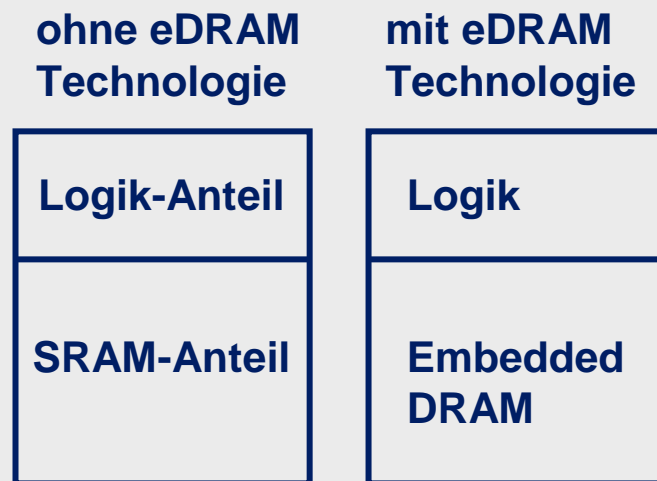 ohne eDRAM
Technologie
mit eDRAM
Technologie
Logik-Anteil
Logik
SRAM-Anteil
Embedded
DRAM